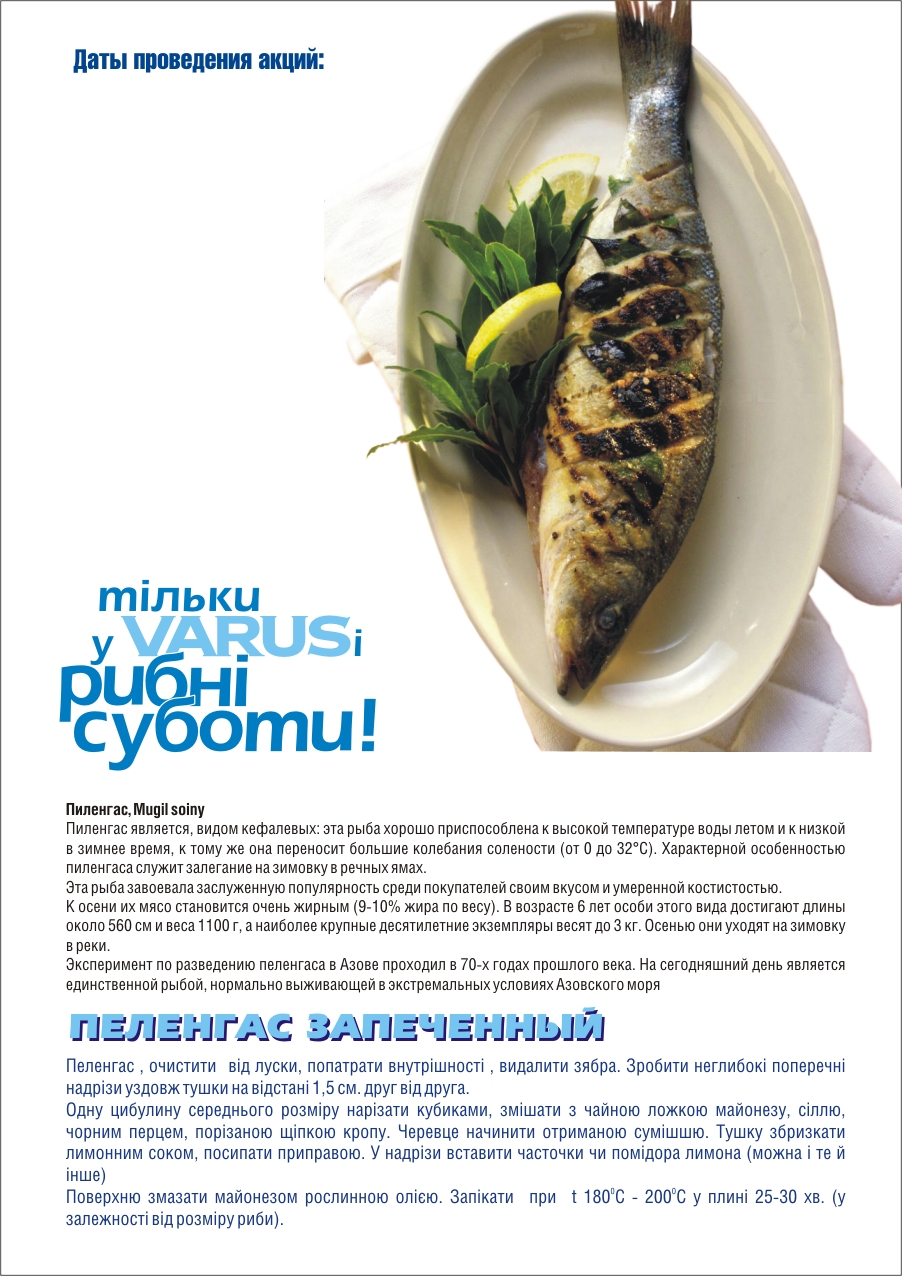 Даты проведения акций:
тільки
у VARUSі
рибні
суботи!
Пиленгас, Mugil soiny
Пиленгас является, видом кефалевых: эта рыба хорошо приспособлена к высокой температуре воды летом и к низкой
в зимнее время, к тому же она переносит большие колебания солености (от 0 до 32°С). Характерной особенностью
пиленгаса служит залегание на зимовку в речных ямах.
Эта рыба завоевала заслуженную популярность среди покупателей своим вкусом и умеренной костистостью.
К осени их мясо становится очень жирным (9-10% жира по весу). В возрасте 6 лет особи этого вида достигают длины
около 560 см и веса 1100 г, а наиболее крупные десятилетние экземпляры весят до 3 кг. Осенью они уходят на зимовку
в реки.
Эксперимент по разведению пеленгаса в Азове проходил в 70-х годах прошлого века. На сегодняшний день является
единственной рыбой, нормально выживающей в экстремальных условиях Азовского моря
ПЕЛЕНГАС ЗАПЕЧЕННЫЙ
Пеленгас , очистити від луски, попатрати внутрішності , видалити зябра. Зробити неглибокі поперечні
надрізи уздовж тушки на відстані 1,5 см. друг від друга.
Одну цибулину середнього розміру нарізати кубиками, змішати з чайною ложкою майонезу, сіллю,
чорним перцем, порізаною щіпкою кропу. Черевце начинити отриманою сумішшю. Тушку збризкати
лимонним соком, посипати приправою. У надрізи вставити часточки чи помідора лимона (можна і те й
інше)
Поверхню змазати майонезом рослинною олією. Запікати при t 180⁰С - 200⁰С у плині 25-30 хв. (у
залежності від розміру риби).